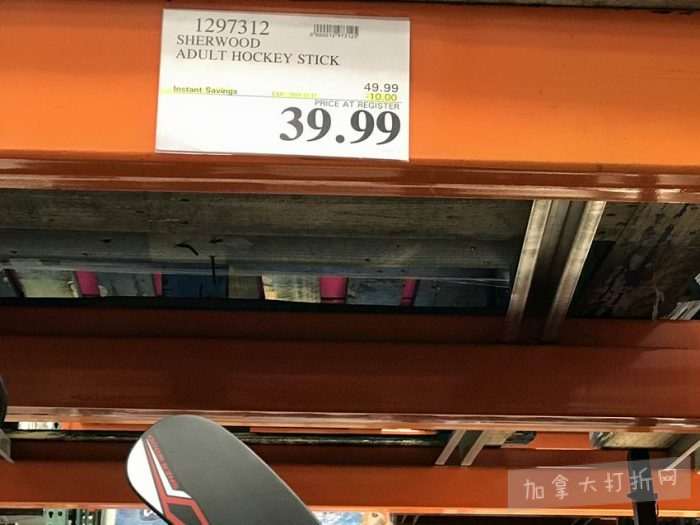 1297312
SHERWOOD
ADULT HOCKEY STICK
49.99
Instant Savings
-10.00
PRICE AT REGISTER
39.99
加拿大打折网